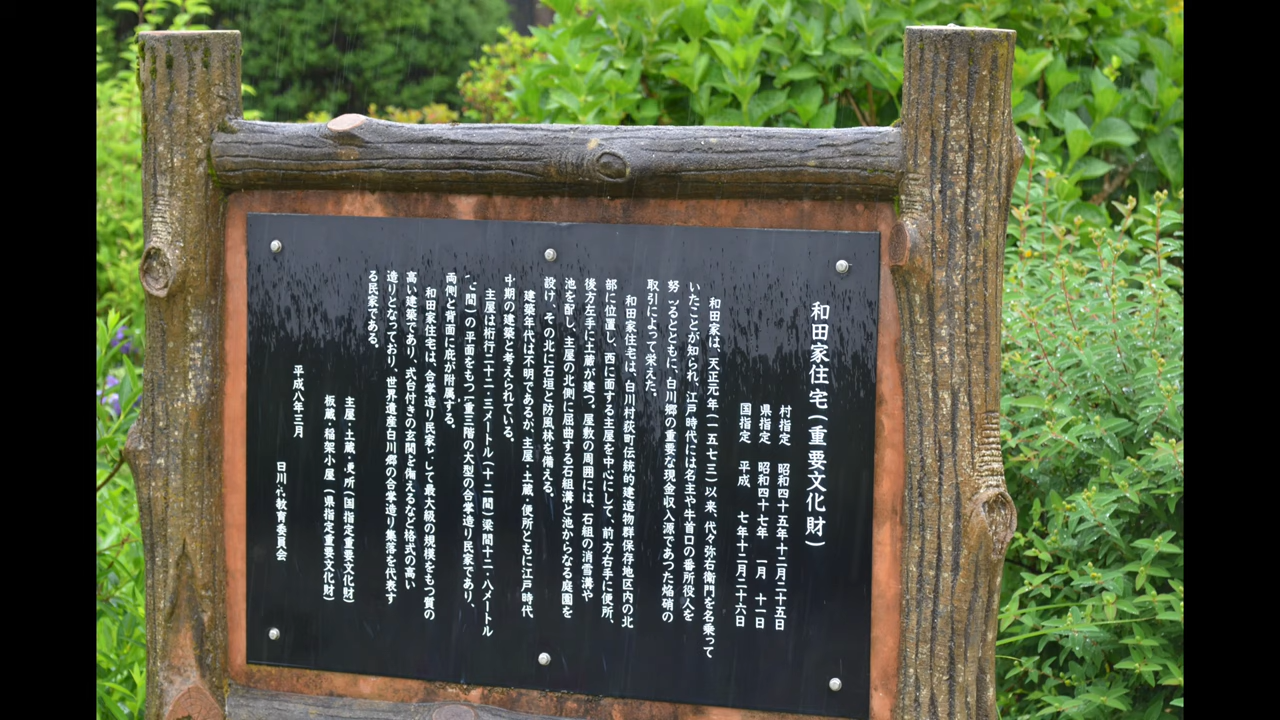 和田家住宅(重要文化財)
村指定 昭和四十五年十二月二十五日
県指定 昭和四十七年 一月 十一日
国指定 平成 七年十二月二十六日
和田家は、天正元年(一五七三)以来、代々弥右衛門を名乗って
いたことが知られ、江戸時代には名主や牛首口の番所役人を
努つるとともに、白川郷の重要な現金収入源であつた焔硝の
取引によって栄えた。
和田家住宅は、白川村荻町伝統的建造物群保存地区内の北
部に位置し、西に面する主屋を中心にして、前方右手に便所、
後方左手に土蔵が建つ。屋敷の周囲には、石組の消雪溝や
池を配し、主屋の北側に屈曲する石組溝と池からなる庭園を
設け、その北に石垣と防風林を備える。
建築年代は不明であるが、主屋・土蔵・便所ともに江戸時代
中期の建築と考えられている。
主屋は桁行二十二・三メートル(十二間)梁間十二・八メートル
間)の平面をもつ二重三階の大型の合掌造り民家であり、
両側と背面に庇が附属する。
和田家住宅は、合掌造り民家として最大級の規模をもつ質の
高い建築であり、式台付きの玄関を備えるなど格式の高い
造りとなっており、世界遺産白川郷の合掌造り集落を代表す
る民家である。
主屋・土蔵・便所(国指定重要文化財)
板蔵・稲架小屋(県指定重要文化財)
平成八年三月
白川村教育委員会